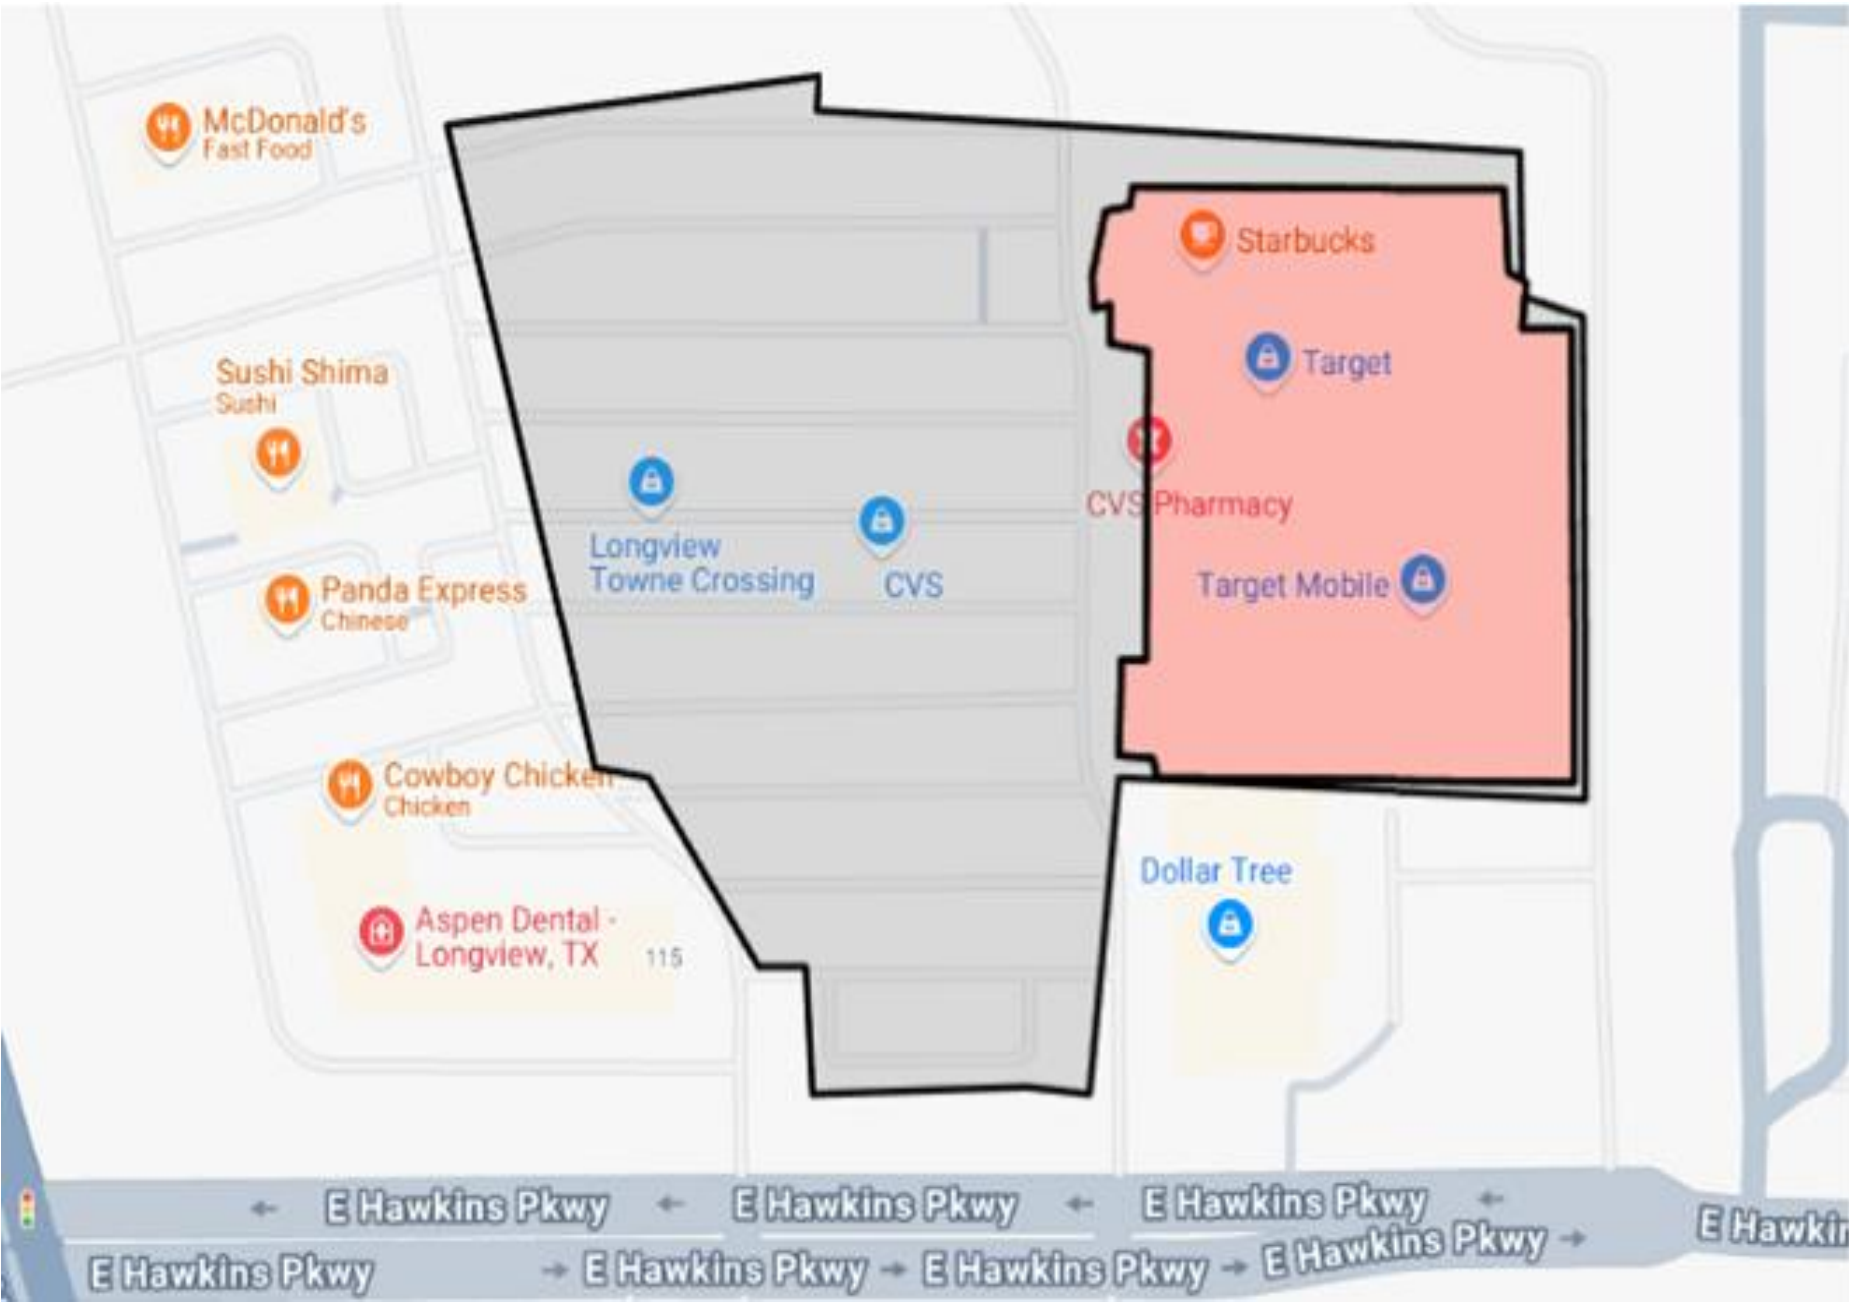 McDonald's
Fast Food
Starbucks
Target
Sushi Shima
Sushi
CVS Pharmacy
Longview
Towne Crossing
CVS
Target Mobile
Panda Express
Chinese
Cowboy Chicken
Chicken
Dollar Tree
Aspen Dental -
Longview, TX
115
E Hawkins Pkwy
E Hawkins Pkwy
E Hawkins Pkwy
E Hawkins Pkwy
E Hawkins Pkwy
E Hawkins Pkwy
E Hawkins Pkwy
E Hawkin